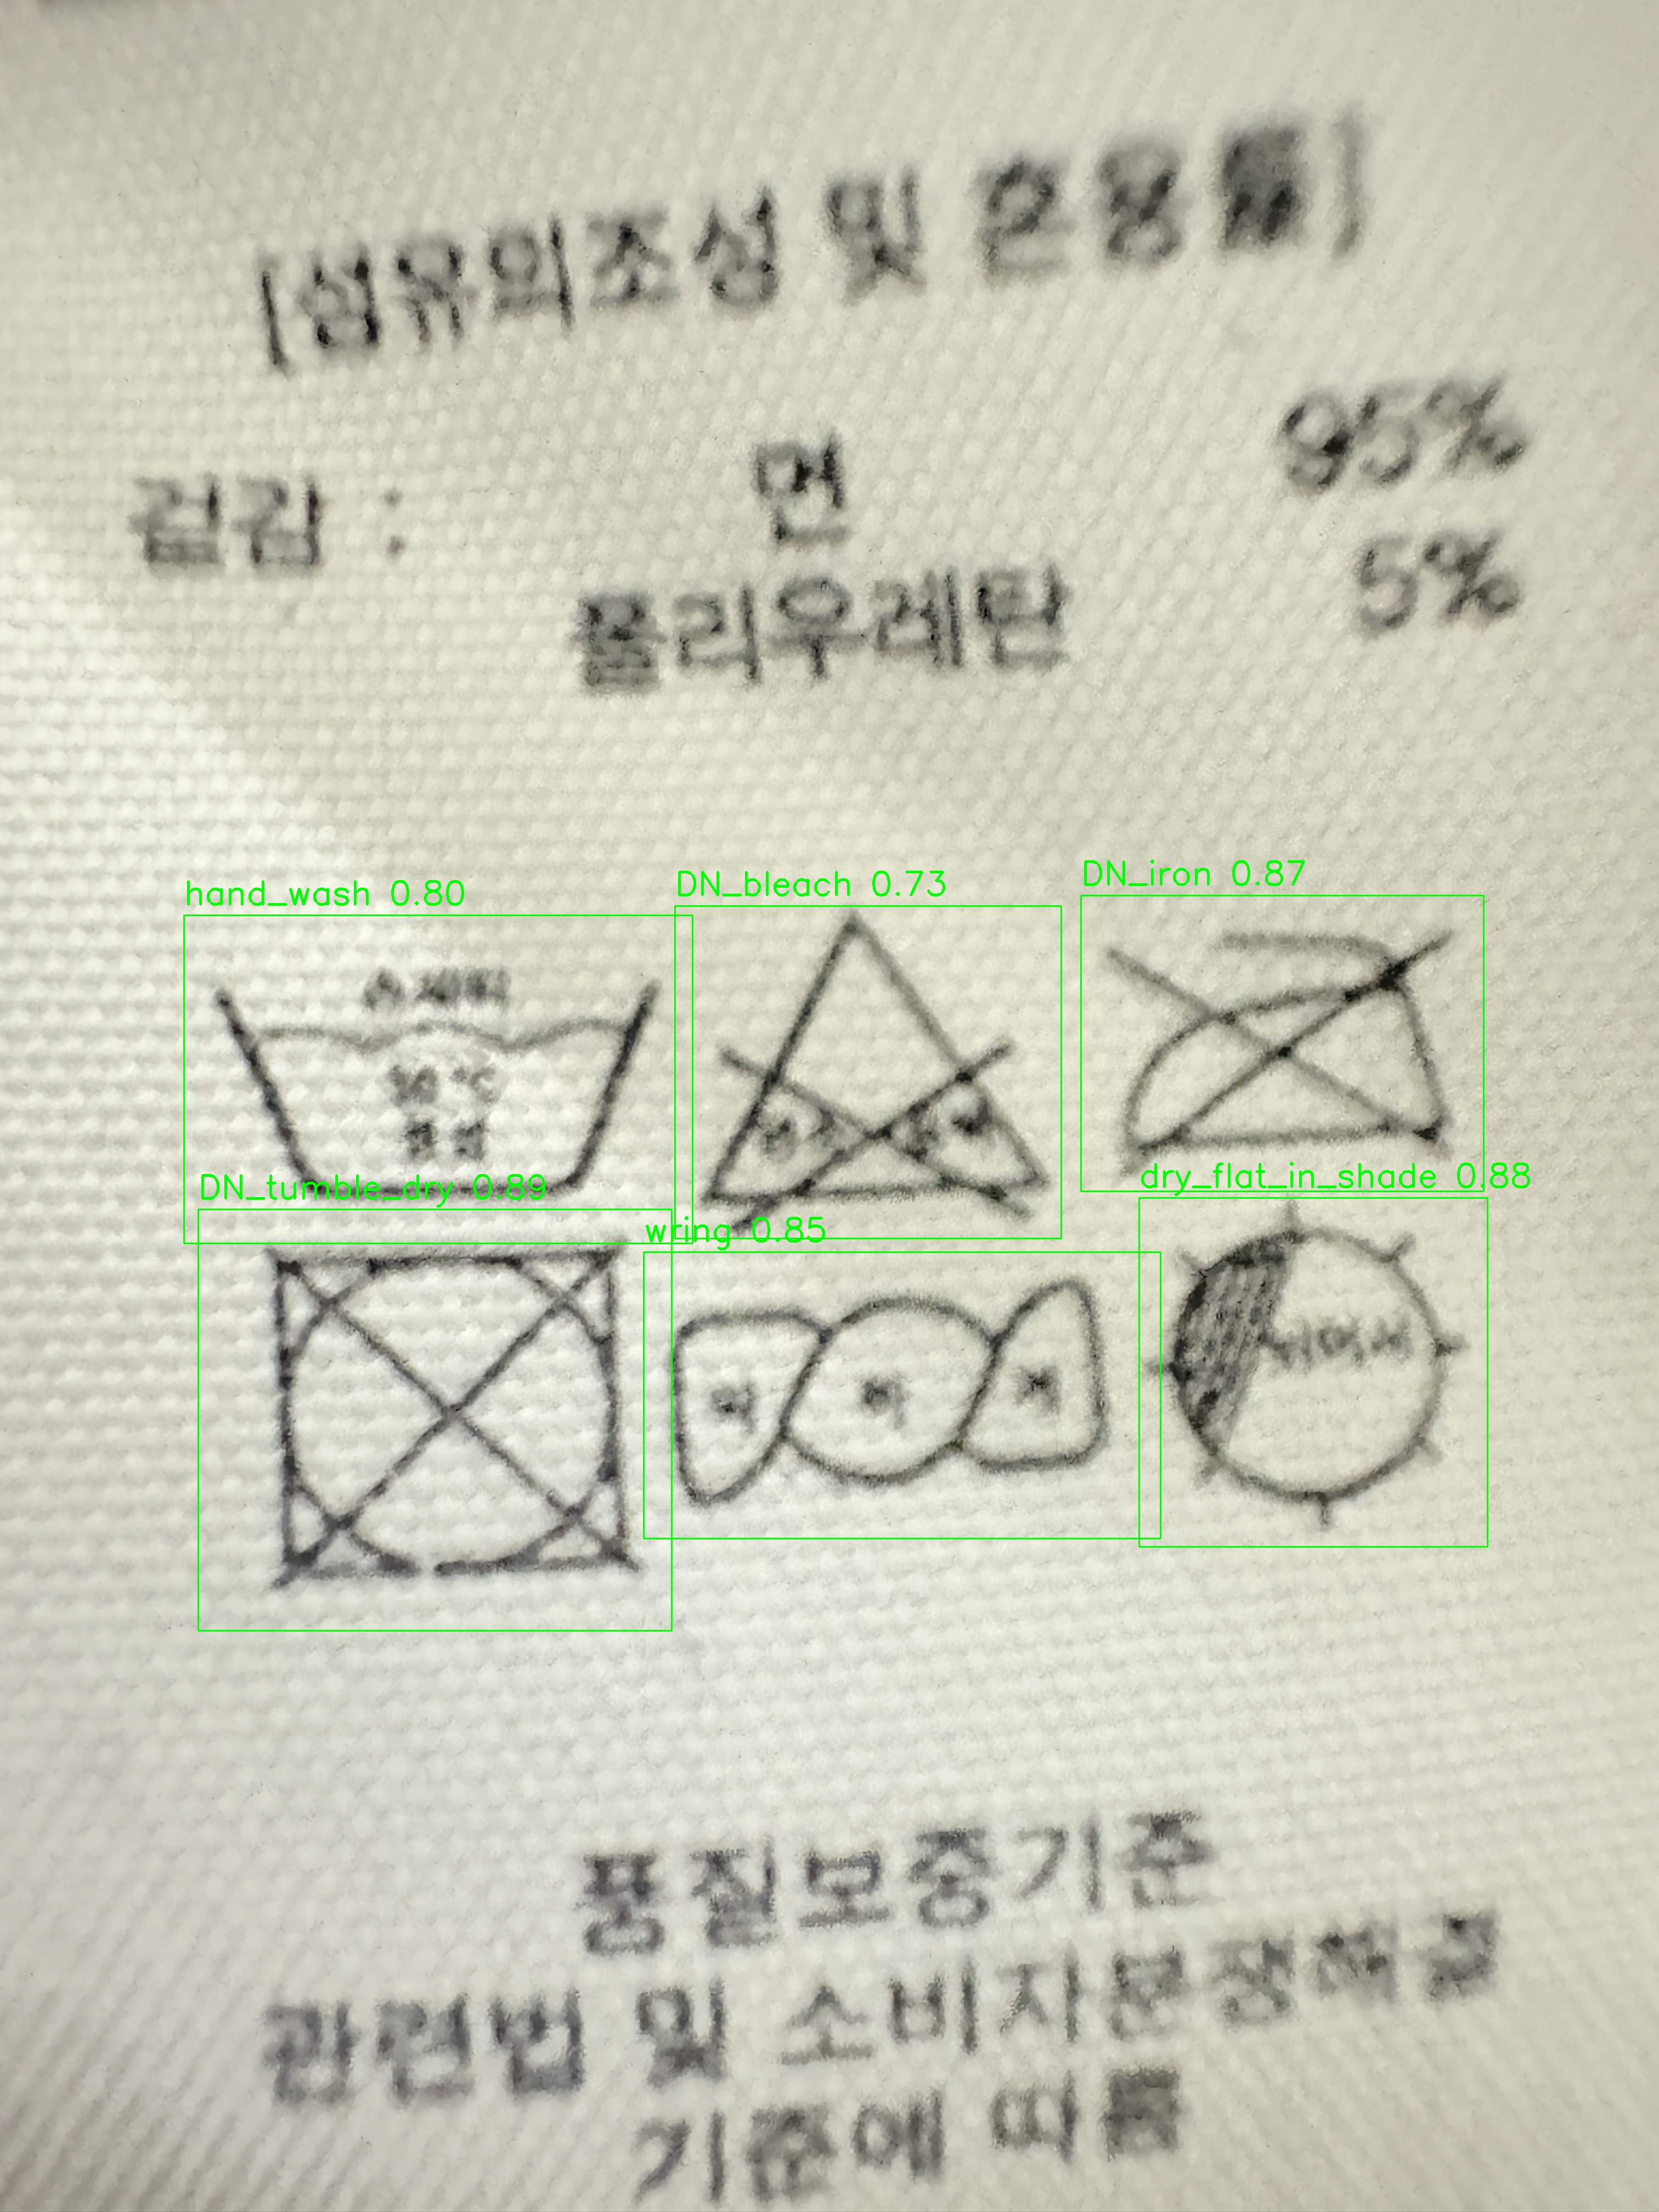 [섬유의조성 및 혼용률]
면 95%
겉감 :
폴리우레탄 5%
DN_iron 0.87
DN_bleach 0.73
hand_wash 0.80
손세탁
30 °C
중성
dry_flat_in_shade 0.88
DN_tumble_dry 0.89
wring 0.85
뉘어서
약 하 게
품질보증기준
관련법 및 소비자분쟁해결
기준에 따름